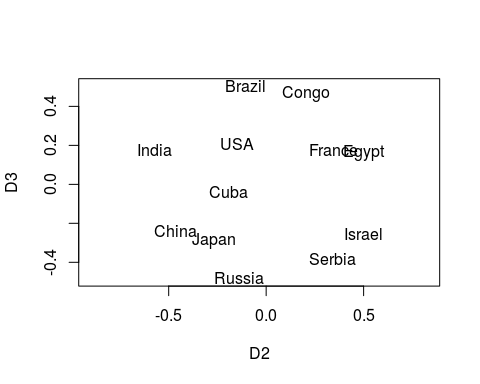 Brazil
Congo
0.4
India
USA
France
Egypt
0.2
D3
0.0
Cuba
China
Japan
Israel
Serbia
-0.4
Russia
-0.5
0.0
0.5
D2